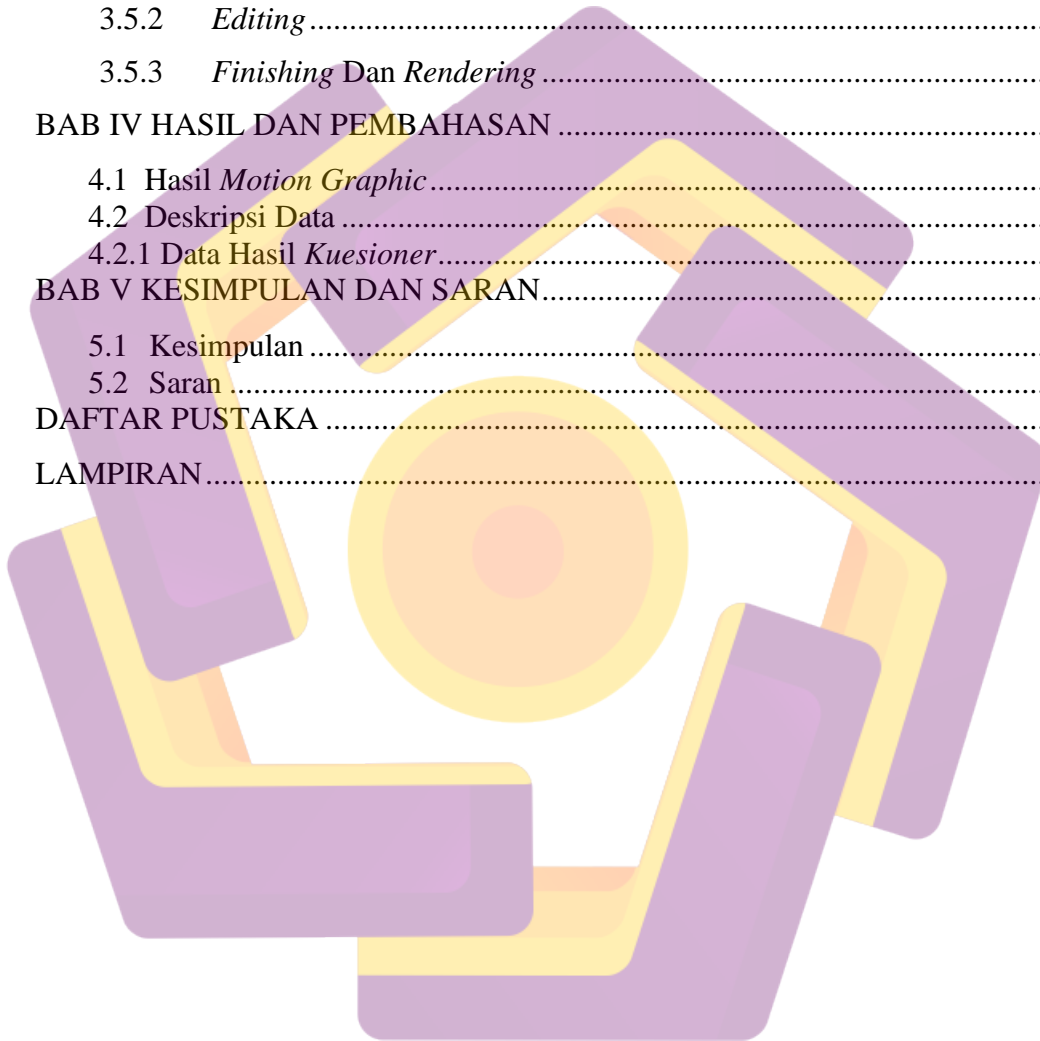 3.5.2 Editing ........................................................................
3.5.3 Finishing Dan Rendering ........................................................................
BAB IV HASIL DAN PEMBAHASAN ........................................................................
4.1 Hasil Motion Graphic ........................................................................
4.2 Deskripsi Data ........................................................................
4.2.1 Data Hasil Kuesioner ........................................................................
BAB V KESIMPULAN DAN SARAN ........................................................................
5.1 Kesimpulan ........................................................................
5.2 Saran ........................................................................
DAFTAR PUSTAKA ........................................................................
LAMPIRAN ........................................................................